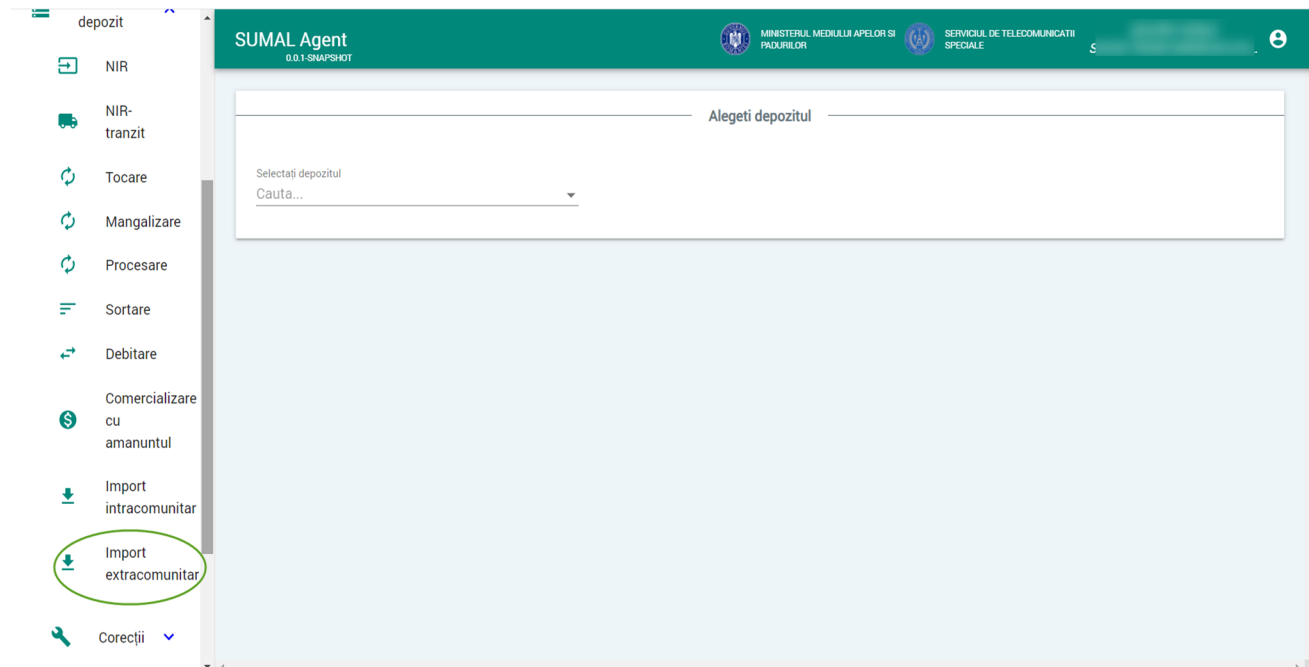 depozit
NIR
NIR-
tranzit
Tocare
Mangalizare
Procesare
Sortare
Debitare
Comercializare
cu
amanuntul
Import
intracomunitar
Import
extracomunitar
Corecții
SUMAL Agent
0.0.1-SNAPSHOT
MINISTERUL MEDIULUI APELOR SI
PADURILOR
SERVICIUL DE TELECOMUNICATII
SPECIALE
Alegeti depozitul
Selectați depozitul
Cauta...